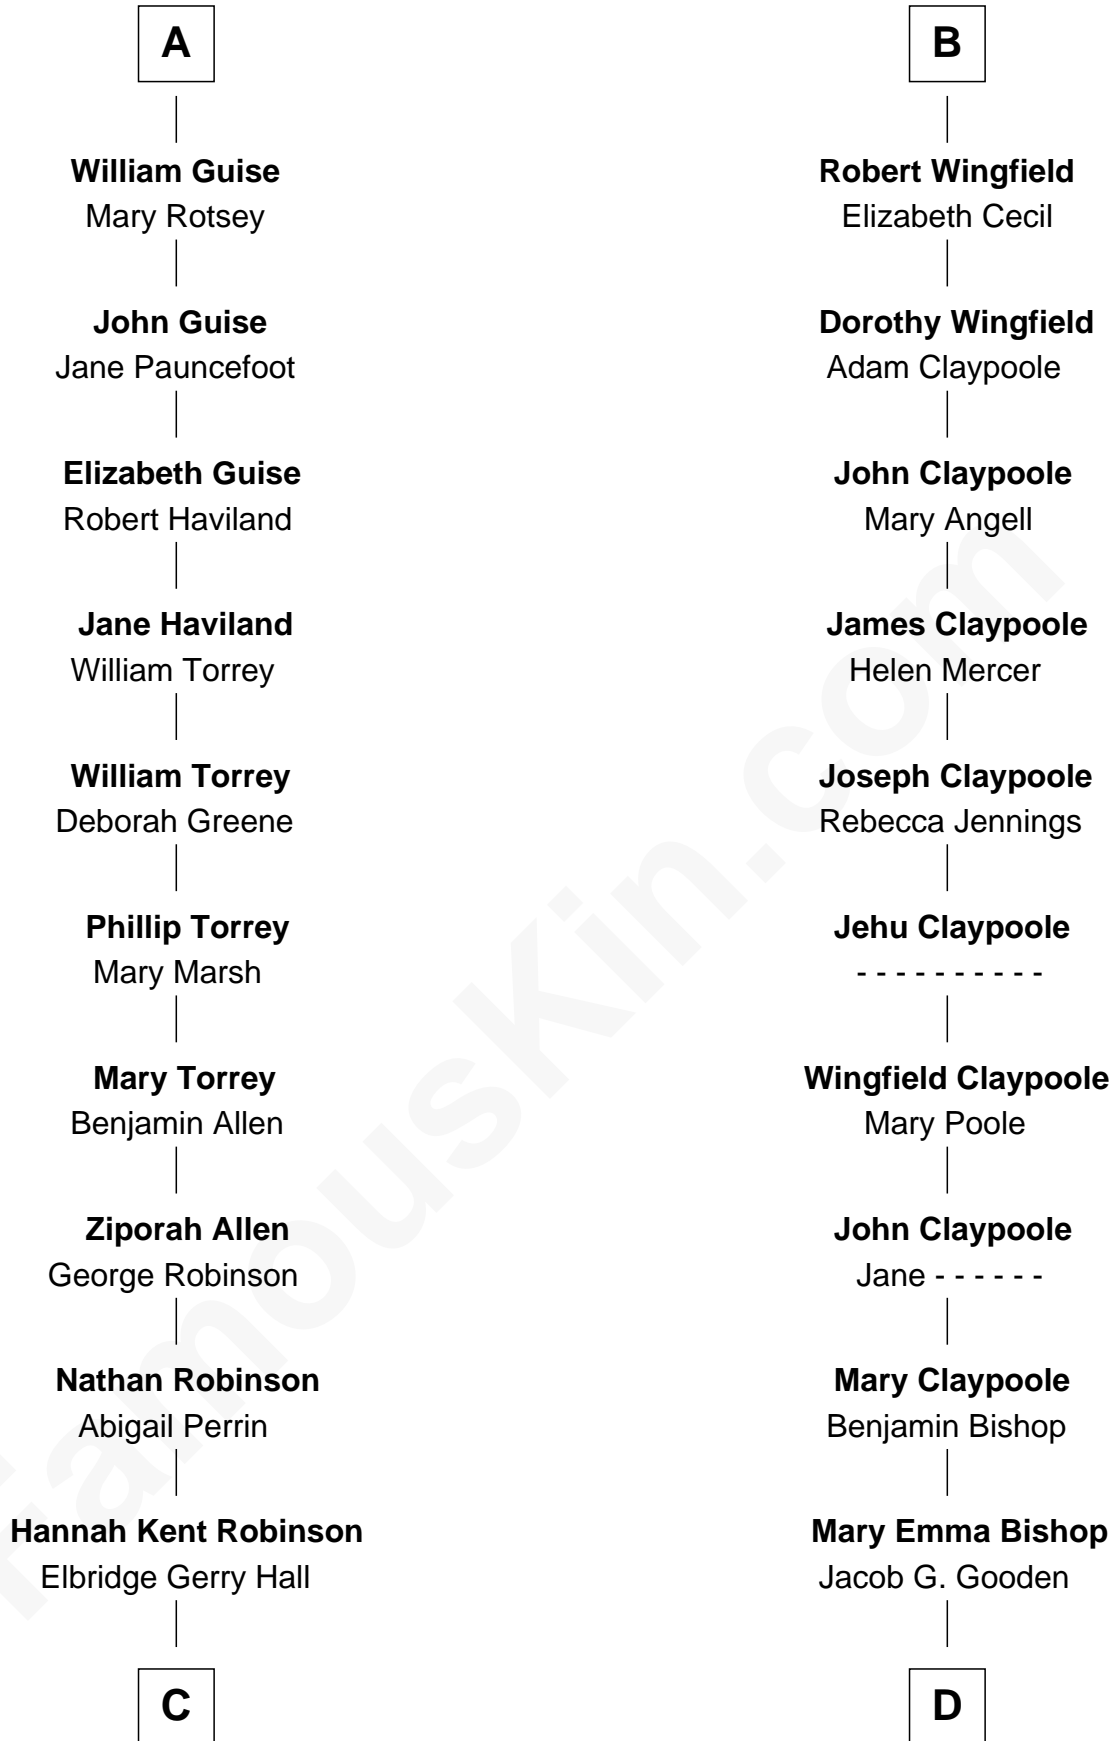 A
William Guise
Mary Rotsey
John Guise
Jane Pauncefoot
Elizabeth Guise
Robert Haviland
Jane Haviland
William Torrey
William Torrey
Deborah Greene
Phillip Torrey
Mary Marsh
Mary Torrey
Benjamin Allen
Ziporah Allen
George Robinson
Nathan Robinson
Abigail Perrin
Hannah Kent Robinson
Elbridge Gerry Hall
C
B
Robert Wingfield
Elizabeth Cecil
Dorothy Wingfield
Adam Claypoole
John Claypoole
Mary Angell
James Claypoole
Helen Mercer
Joseph Claypoole
Rebecca Jennings
Jehu Claypoole
- - - - - - - - - -
Wingfield Claypoole
Mary Poole
John Claypoole
Jane - - - - - -
Mary Claypoole
Benjamin Bishop
Mary Emma Bishop
Jacob G. Gooden
D
FamousKin.com